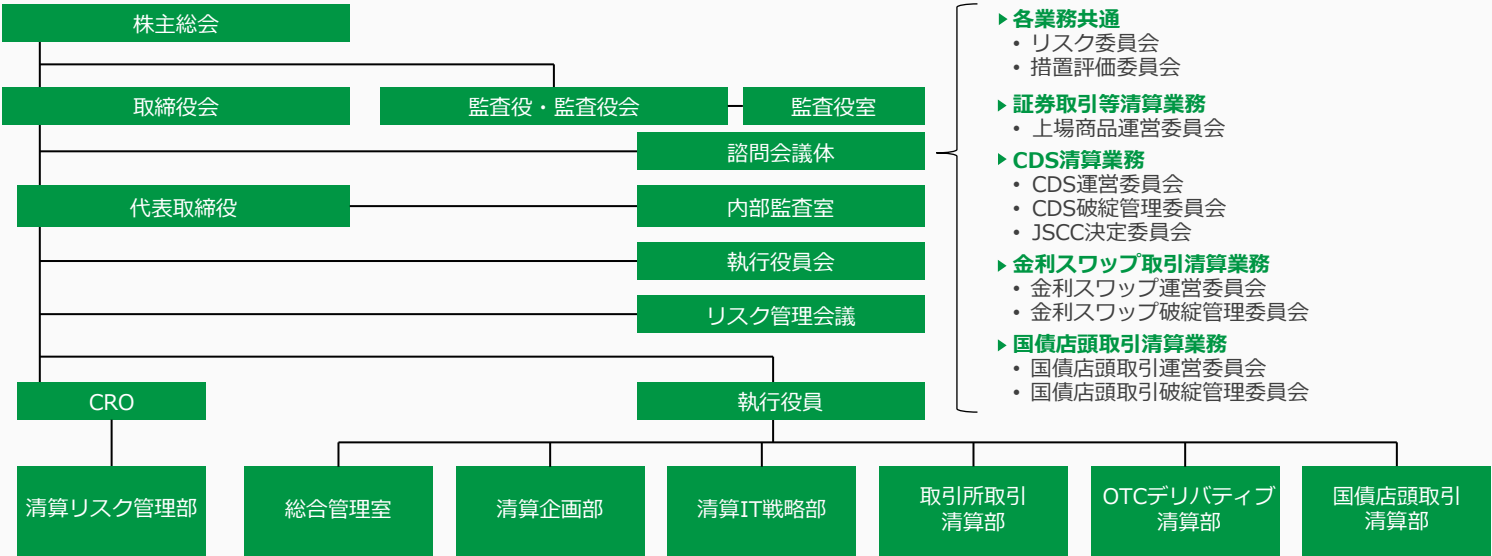 株主総会
取締役会
監査役・監査役会
監査役室
諮問会議体
代表取締役
内部監査室
執行役員会
リスク管理会議
CRO
執行役員
清算リスク管理部
総合管理室
清算企画部
清算IT戦略部
取引所取引
清算部
OTCデリバティブ
清算部
国債店頭取引
清算部
各業務共通
• リスク委員会
• 措置評価委員会
証券取引等清算業務
• 上場商品運営委員会
CDS清算業務
• CDS運営委員会
• CDS破綻管理委員会
• JSCC決定委員会
金利スワップ取引清算業務
• 金利スワップ運営委員会
• 金利スワップ破綻管理委員会
国債店頭取引清算業務
• 国債店頭取引運営委員会
• 国債店頭取引破綻管理委員会